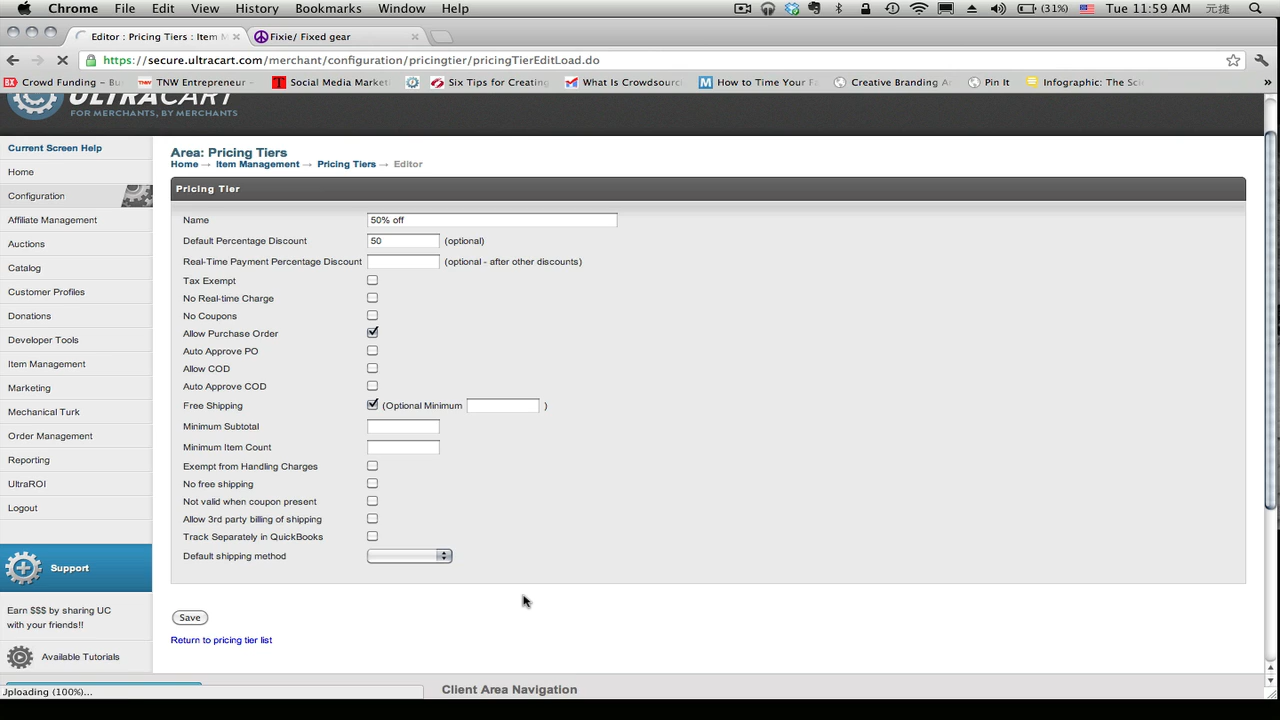 Chrome File Edit View History Bookmarks Window Help (31%) Tue 11:59 AM 元捷
Editor : Pricing Tiers : Item M × Fixie/ Fixed gear ×
https://secure.ultracart.com/merchant/configuration/pricingtier/pricingTierEditLoad.do
Crowd Funding – Bu TNW Entrepreneur - Social Media Market Six Tips for Creating What Is Crowdsourc How to Time Your Fa Creative Branding As Pin It Infographic: The Scie »
ULTRACART
FOR MERCHANTS, BY MERCHANTS
Current Screen Help
Home
Configuration
Affiliate Management
Auctions
Catalog
Customer Profiles
Donations
Developer Tools
Item Management
Marketing
Mechanical Turk
Order Management
Reporting
UltraROI
Logout
Support
Earn $$$ by sharing UC
with your friends!!
Available Tutorials
Area: Pricing Tiers
Home → Item Management → Pricing Tiers → Editor
Pricing Tier
Name 50% off
Default Percentage Discount 50 (optional)
Real-Time Payment Percentage Discount (optional - after other discounts)
Tax Exempt
No Real-time Charge
No Coupons
Allow Purchase Order
Auto Approve PO
Allow COD
Auto Approve COD
Free Shipping (Optional Minimum )
Minimum Subtotal
Minimum Item Count
Exempt from Handling Charges
No free shipping
Not valid when coupon present
Allow 3rd party billing of shipping
Track Separately in QuickBooks
Default shipping method
Save
Return to pricing tier list
Uploading (100%)...
Client Area Navigation